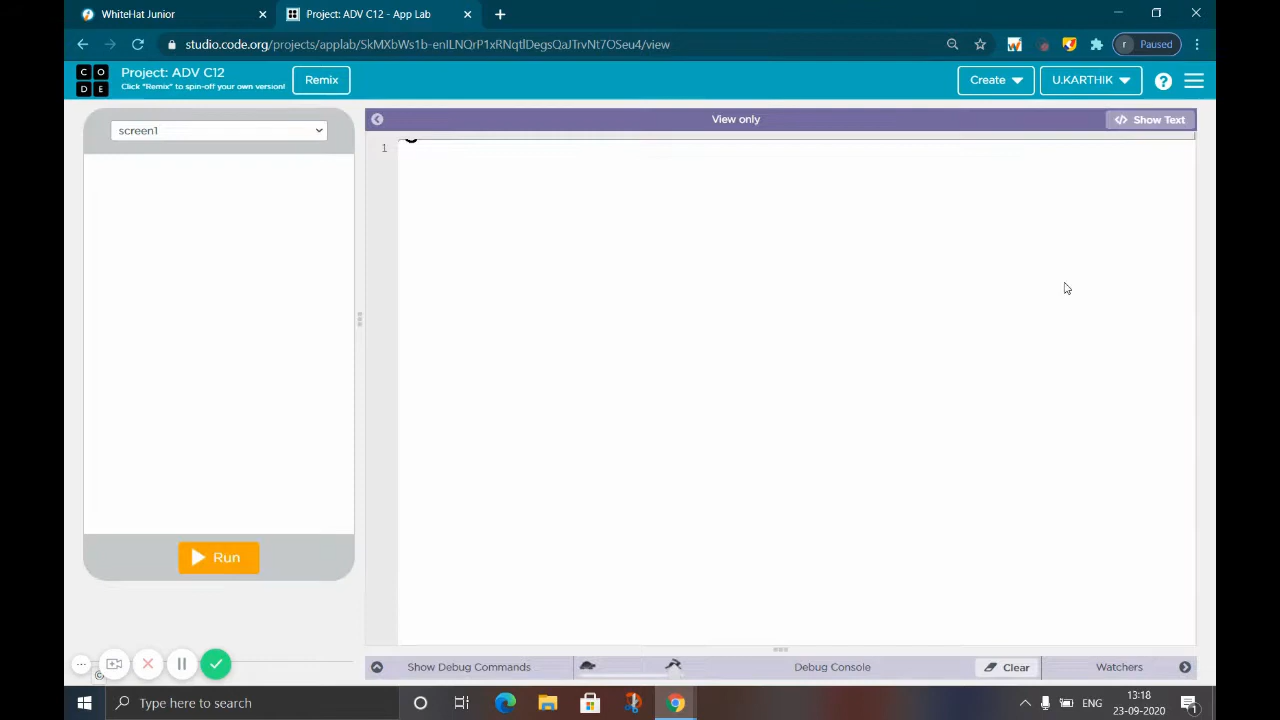 WhiteHat Junior
Project: ADV C12 - App Lab
studio.code.org/projects/applab/SkMXbWs1b-enILNQrP1xRNqtlDegsQaJTrvNt7OSeu4/view
r Paused
C O
D E
Project: ADV C12
Click "Remix" to spin-off your own version!
Remix
Create
U.KARTHIK
?
screen1
View only
</> Show Text
1
Run
Show Debug Commands
Debug Console
Clear
Watchers
Type here to search
ENG
13:18
23-09-2020
1